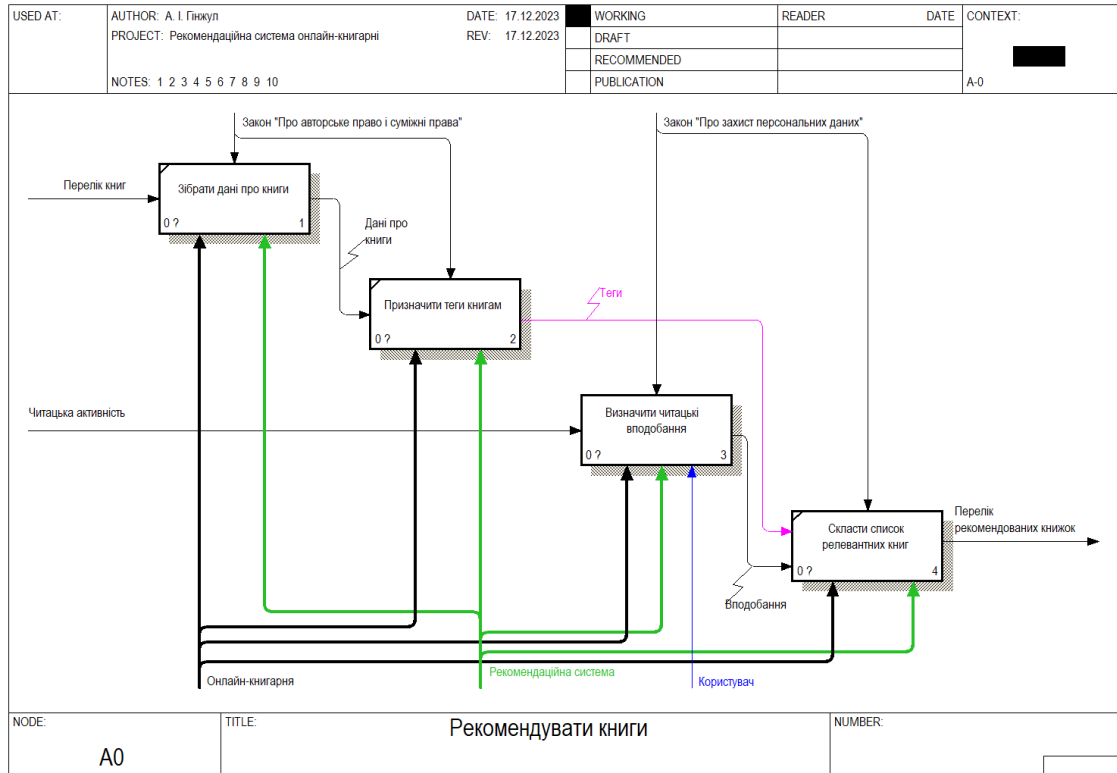 USED AT:
AUTHOR: А. І. Гінжул
DATE: 17.12.2023
WORKING
READER
DATE
CONTEXT:
PROJECT: Рекомендаційна система онлайн-книгарні
REV: 17.12.2023
DRAFT
RECOMMENDED
NOTES: 1 2 3 4 5 6 7 8 9 10
PUBLICATION
A-0
Закон "Про авторське право і суміжні права"
Закон "Про захист персональних даних"
Перелік книг
Зібрати дані про книги
0 ?
1
Дані про
книги
Призначити теги книгам
0 ?
2
Теги
Читацька активність
Визначити читацькі
вподобання
0 ?
3
Скласти список
релевантних книг
0 ?
4
Перелік
рекомендованих книжок
Вподобання
Онлайн-книгарня
Рекомендаційна система
Користувач
NODE:
TITLE:
NUMBER:
A0
Рекомендувати книги